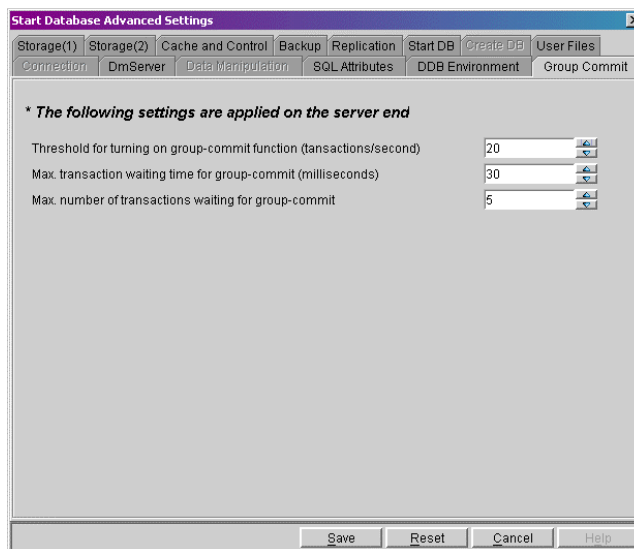 Start Database Advanced Settings
Storage(1) Storage(2) Cache and Control Backup Replication Start DB Create DB User Files
Connection DmServer Data Manipulation SQL Attributes DDB Environment Group Commit
* The following settings are applied on the server end
Threshold for turning on group-commit function (tansactions/second) 20
Max. transaction waiting time for group-commit (milliseconds) 30
Max. number of transactions waiting for group-commit 5
Save Reset Cancel Help